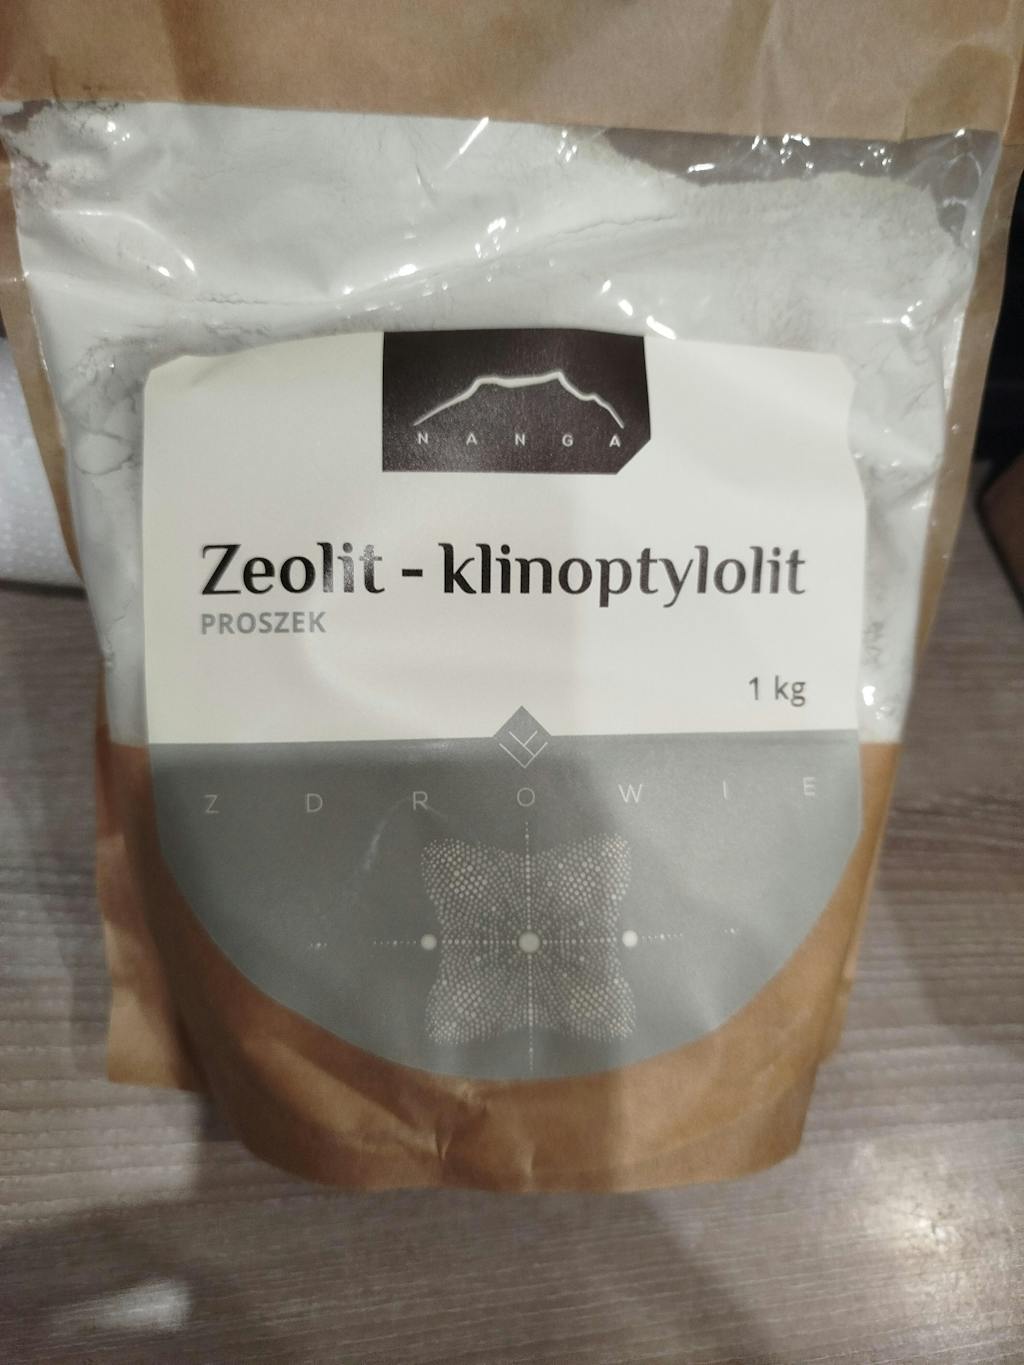 NANGA
Zeolit - klinoptylolit
PROSZEK
1 kg
ZDROWIE